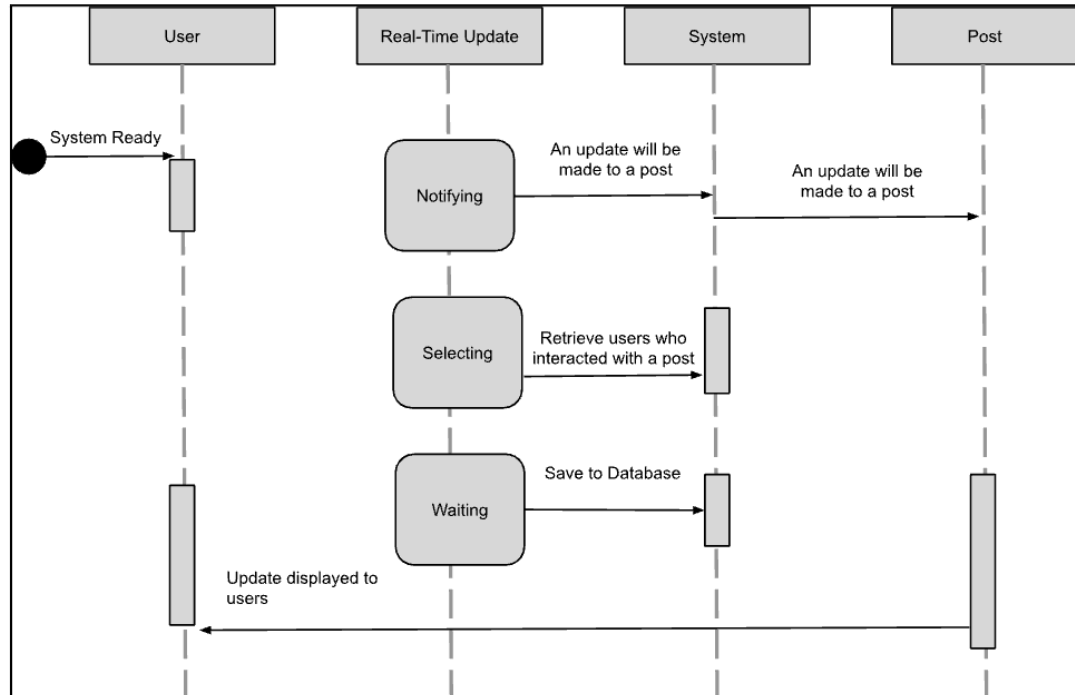 User
Real-Time Update
System
Post
System Ready
An update will be
made to a post
An update will be
made to a post
Notifying
Retrieve users who
interacted with a post
Selecting
Save to Database
Waiting
Update displayed to
users